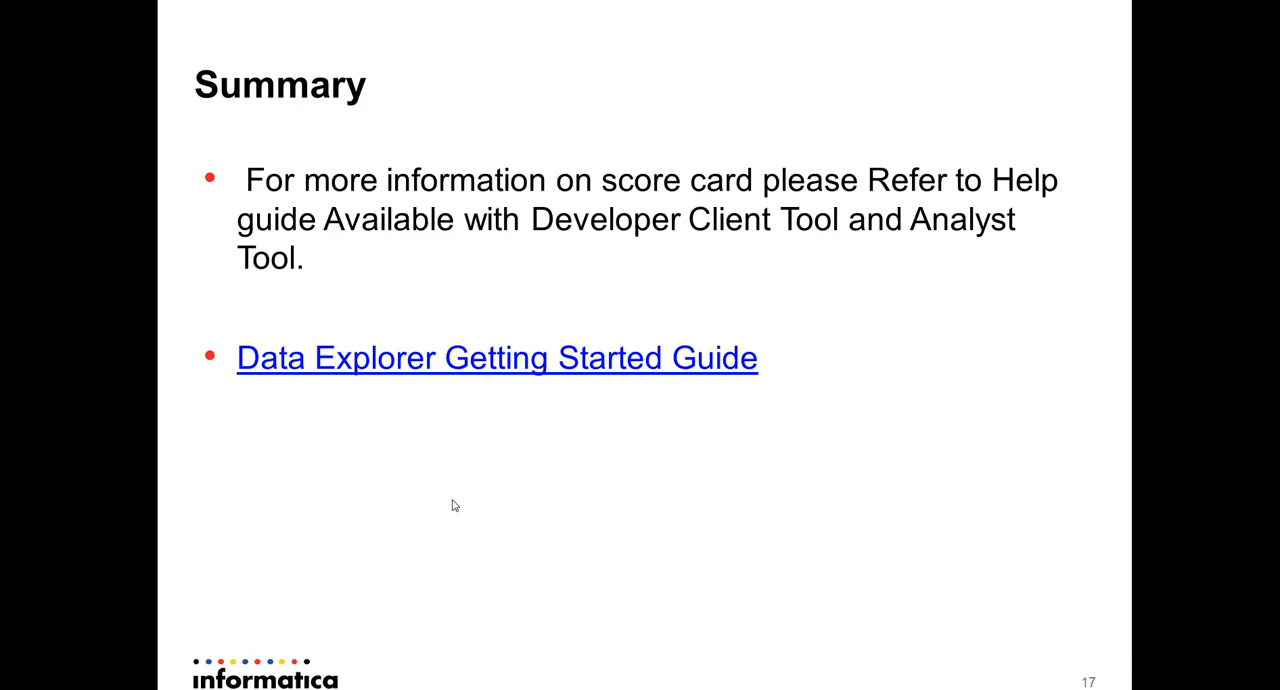 Summary
• For more information on score card please Refer to Help
guide Available with Developer Client Tool and Analyst
Tool.
• Data Explorer Getting Started Guide
informatica
17